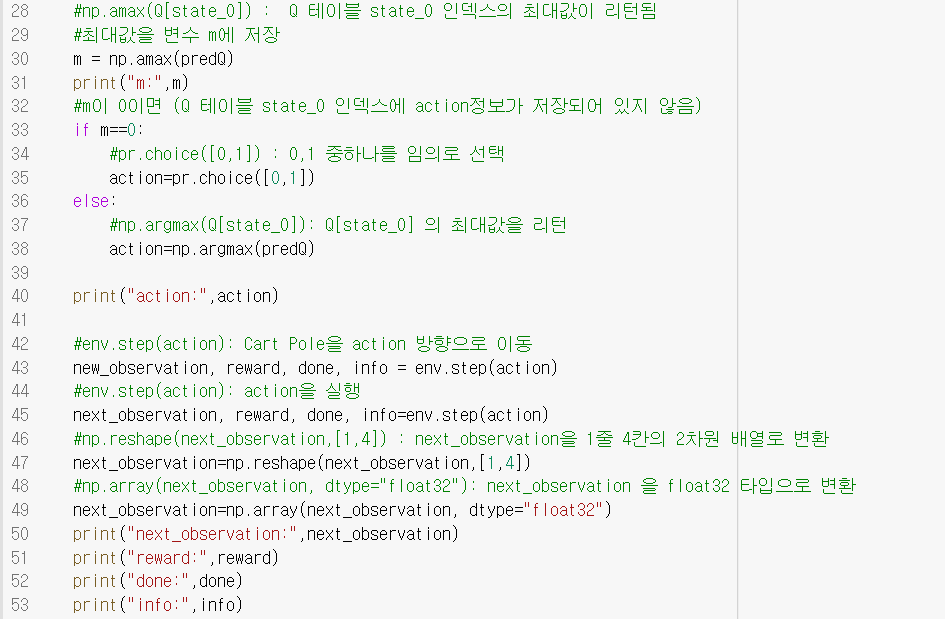 28 #np.amax(Q[state_0]) : Q 테이블 state_0 인덱스의 최대값이 리턴됨
29 #최대값을 변수 m에 저장
30 m = np.amax(predQ)
31 print("m:",m)
32 #m이 0이면 (Q 테이블 state_0 인덱스에 action정보가 저장되어 있지 않음)
33 if m==0:
34 #pr.choice([0,1]) : 0,1 중하나를 임의로 선택
35 action=pr.choice([0,1])
36 else:
37 #np.argmax(Q[state_0]): Q[state_0] 의 최대값을 리턴
38 action=np.argmax(predQ)
39
40 print("action:",action)
41
42 #env.step(action): Cart Pole을 action 방향으로 이동
43 new_observation, reward, done, info = env.step(action)
44 #env.step(action): action을 실행
45 next_observation, reward, done, info=env.step(action)
46 #np.reshape(next_observation,[1,4]) : next_observation을 1줄 4칸의 2차원 배열로 변환
47 next_observation=np.reshape(next_observation,[1,4])
48 #np.array(next_observation, dtype="float32"): next_observation 을 float32 타입으로 변환
49 next_observation=np.array(next_observation, dtype="float32")
50 print("next_observation:",next_observation)
51 print("reward:",reward)
52 print("done:",done)
53 print("info:",info)